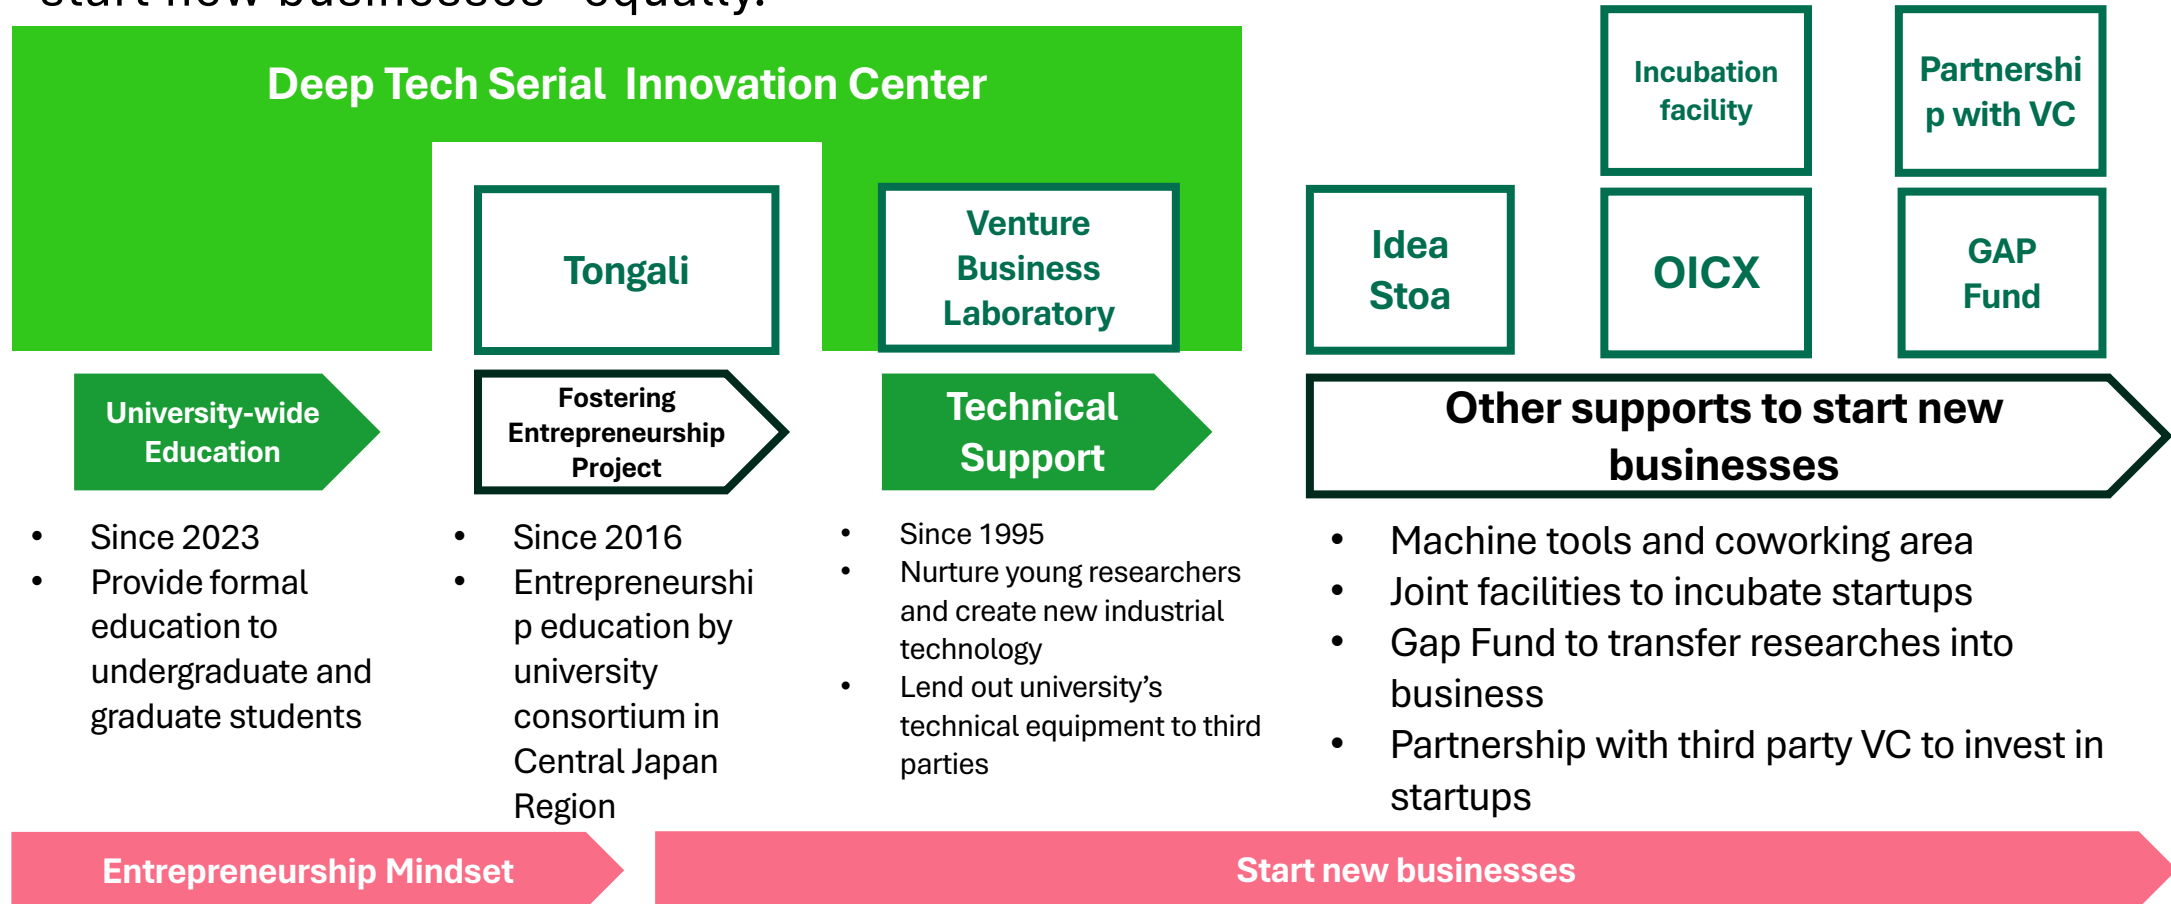 start new businesses" equally.
Deep Tech Serial Innovation Center
Incubation
facility
Partnershi
p with VC
Tongali
Venture
Business
Laboratory
Idea
Stoa
OICX
GAP
Fund
University-wide
Education
Fostering
Entrepreneurship
Project
Technical
Support
Other supports to start new
businesses
• Since 2023
• Provide formal
education to
undergraduate and
graduate students
• Since 2016
• Entrepreneurshi
p education by
university
consortium in
Central Japan
Region
• Since 1995
• Nurture young researchers
and create new industrial
technology
• Lend out university’s
technical equipment to third
parties
• Machine tools and coworking area
• Joint facilities to incubate startups
• Gap Fund to transfer researches into
business
• Partnership with third party VC to invest in
startups
Entrepreneurship Mindset
Start new businesses